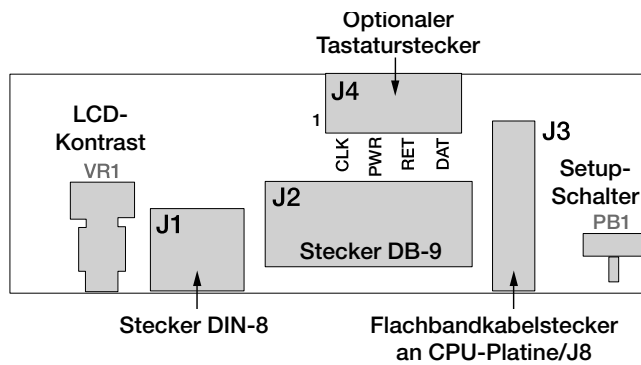 Optionaler
Tastaturstecker
J4
1
CLK
PWR
RET
DAT
LCD-
Kontrast
VR1
J3
Setup-
Schalter
PB1
J1
J2
Stecker DB-9
Stecker DIN-8
Flachbandkabelstecker
an CPU-Platine/J8